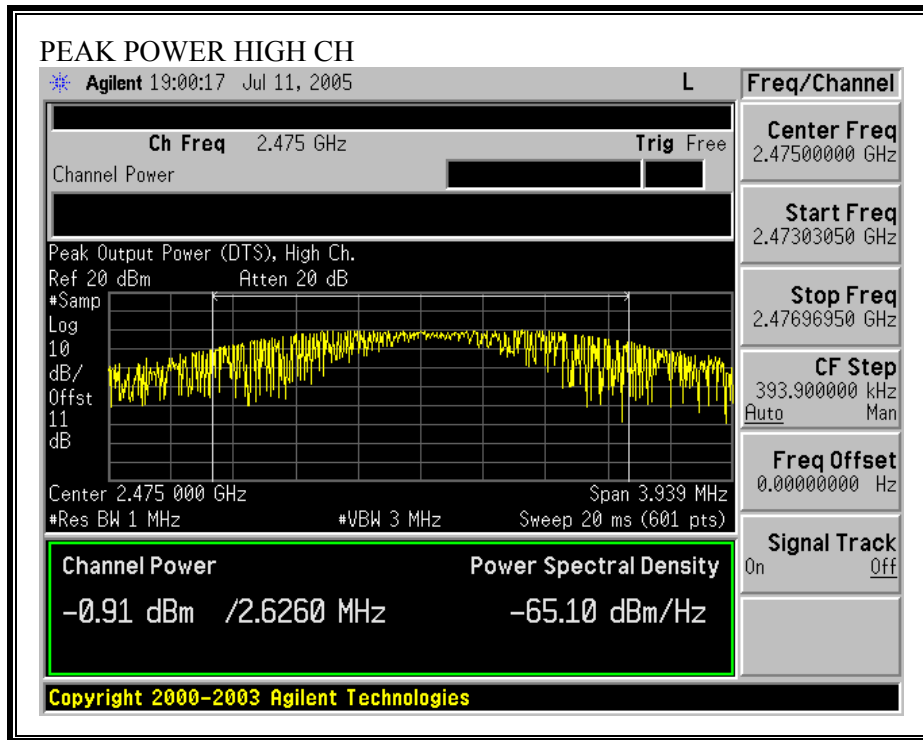 PEAK POWER HIGH CH
Agilent 19:00:17 Jul 11, 2005 L
Freq/Channel
Ch Freq 2.475 GHz Trig Free
Channel Power
Center Freq
2.47500000 GHz
Start Freq
2.47303050 GHz
Stop Freq
2.47696950 GHz
CF Step
393.900000 kHz
Auto Man
Freq Offset
0.00000000 Hz
Signal Track
On Off
Peak Output Power (DTS), High Ch.
Ref 20 dBm Atten 20 dB
#Samp
Log
10
dB/
Offst
11
dB
Center 2.475 000 GHz Span 3.939 MHz
#Res BW 1 MHz #VBW 3 MHz Sweep 20 ms (601 pts)
Channel Power Power Spectral Density
-0.91 dBm /2.6260 MHz -65.10 dBm/Hz
Copyright 2000-2003 Agilent Technologies